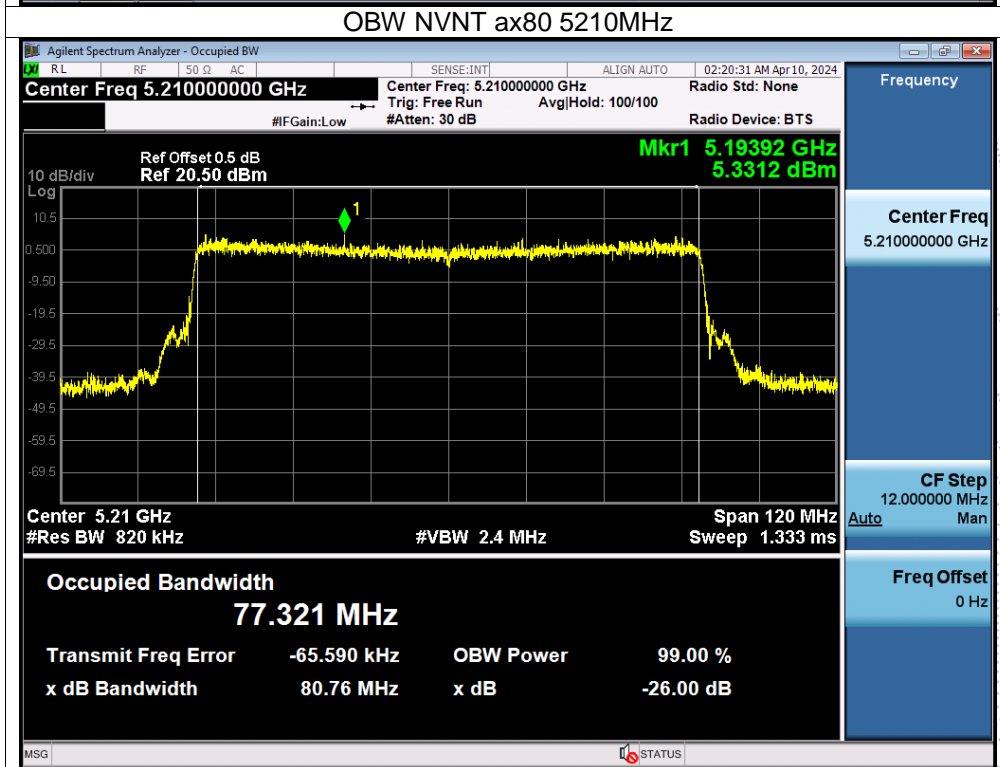 OBW NVNT ax80 5210MHz
Agilent Spectrum Analyzer - Occupied BW
LXI RL RF 50 Ω AC SENSE:INT ALIGN AUTO 02:20:31 AM Apr 10, 2024
Center Freq 5.210000000 GHz
Center Freq: 5.210000000 GHz
Radio Std: None
Trig: Free Run Avg|Hold: 100/100
#IFGain:Low
#Atten: 30 dB
Radio Device: BTS
Frequency
Mkr1 5.19392 GHz
5.3312 dBm
Ref Offset 0.5 dB
10 dB/div Ref 20.50 dBm
Log
10.5
0.500
-9.50
-19.5
-29.5
-39.5
-49.5
-59.5
-69.5
1
Center 5.21 GHz
Span 120 MHz
#Res BW 820 kHz
#VBW 2.4 MHz
Sweep 1.333 ms
Center Freq
5.210000000 GHz
CF Step
12.000000 MHz
Auto Man
Freq Offset
0 Hz
Occupied Bandwidth
77.321 MHz
Transmit Freq Error -65.590 kHz OBW Power 99.00 %
x dB Bandwidth 80.76 MHz x dB -26.00 dB
MSG STATUS